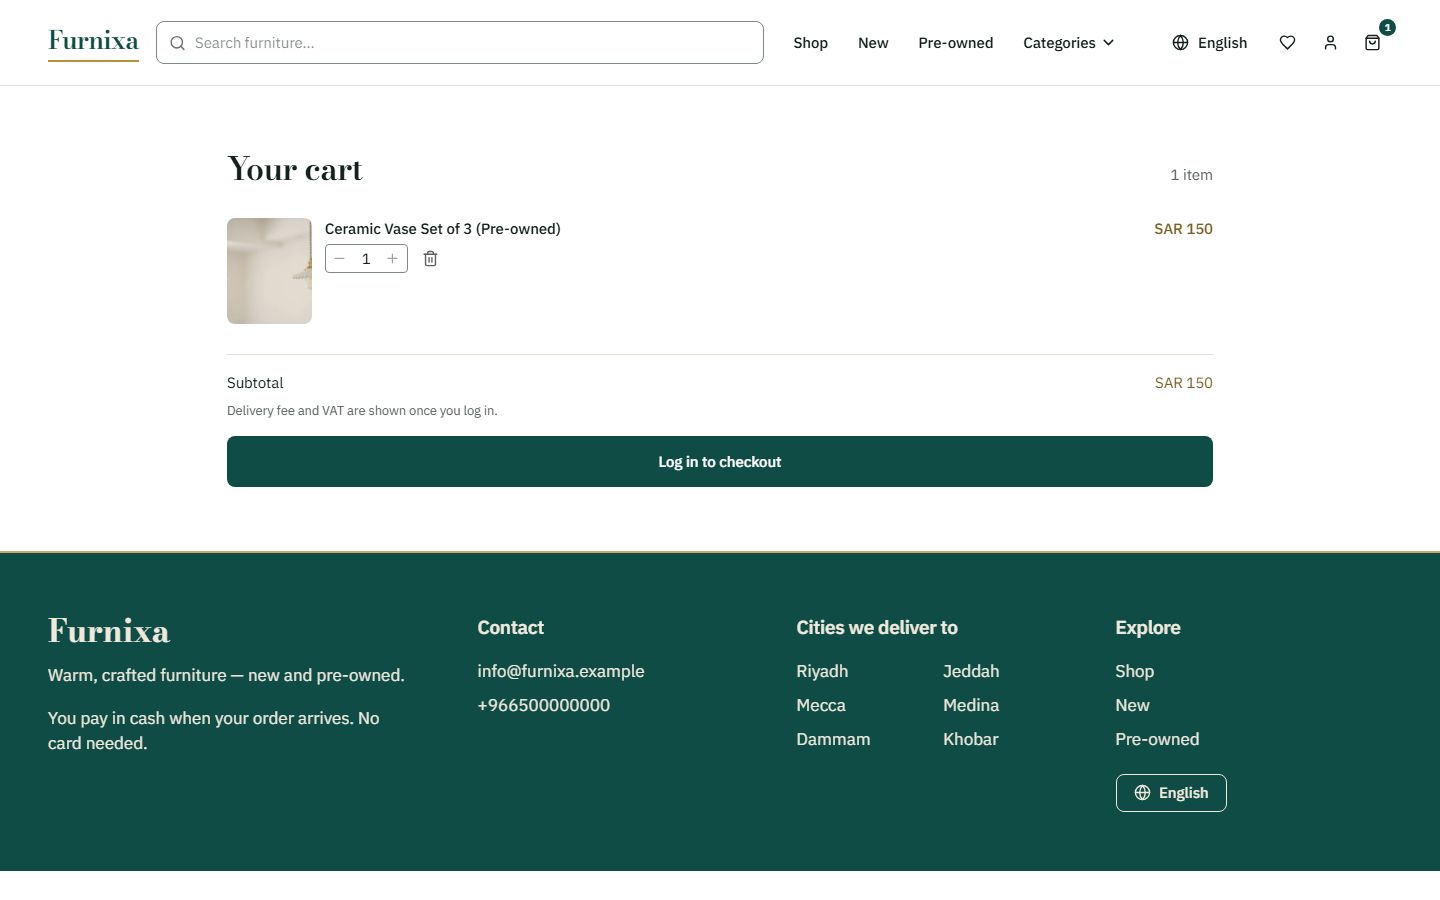 Furnixa
Search furniture...
Shop
New
Pre-owned
Categories
English
1
Your cart
1 item
Ceramic Vase Set of 3 (Pre-owned)
SAR 150
1
Subtotal
SAR 150
Delivery fee and VAT are shown once you log in.
Log in to checkout
Furnixa
Warm, crafted furniture — new and pre-owned.
You pay in cash when your order arrives. No
card needed.
Contact
info@furnixa.example
+966500000000
Cities we deliver to
Riyadh
Jeddah
Mecca
Medina
Dammam
Khobar
Explore
Shop
New
Pre-owned
English